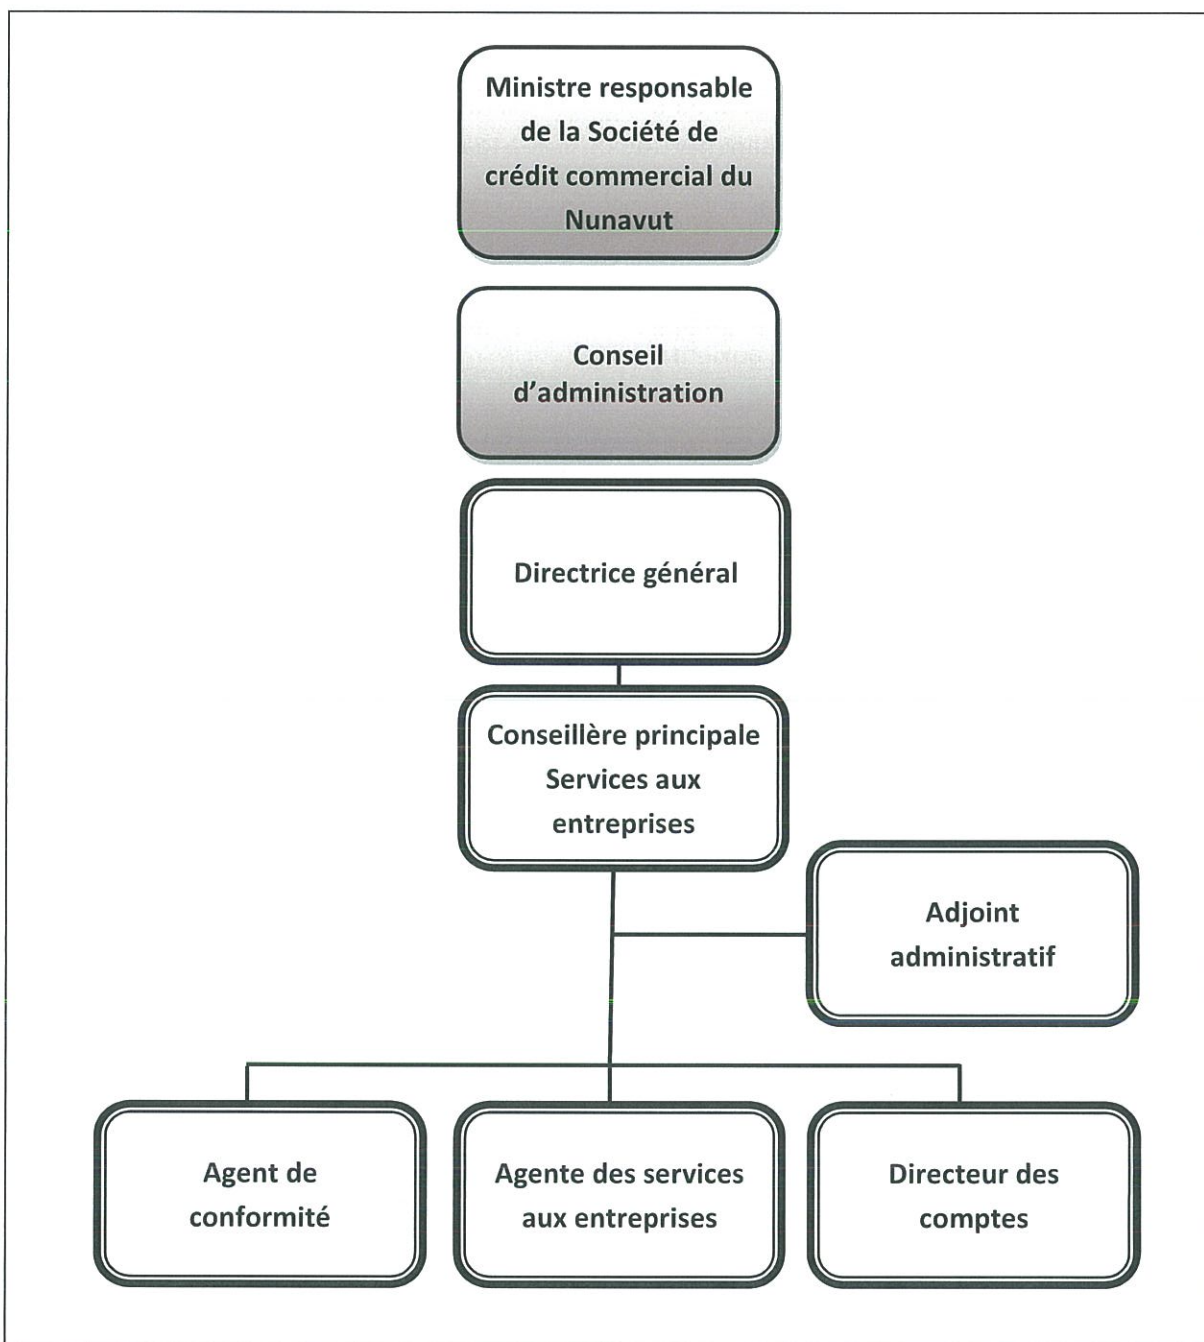 Ministre responsable
de la Société de
crédit commercial du
Nunavut
Conseil
d'administration
Directrice général
Conseillère principale
Services aux
entreprises
Adjoint
administratif
Agent de
conformité
Agente des services
aux entreprises
Directeur des
comptes